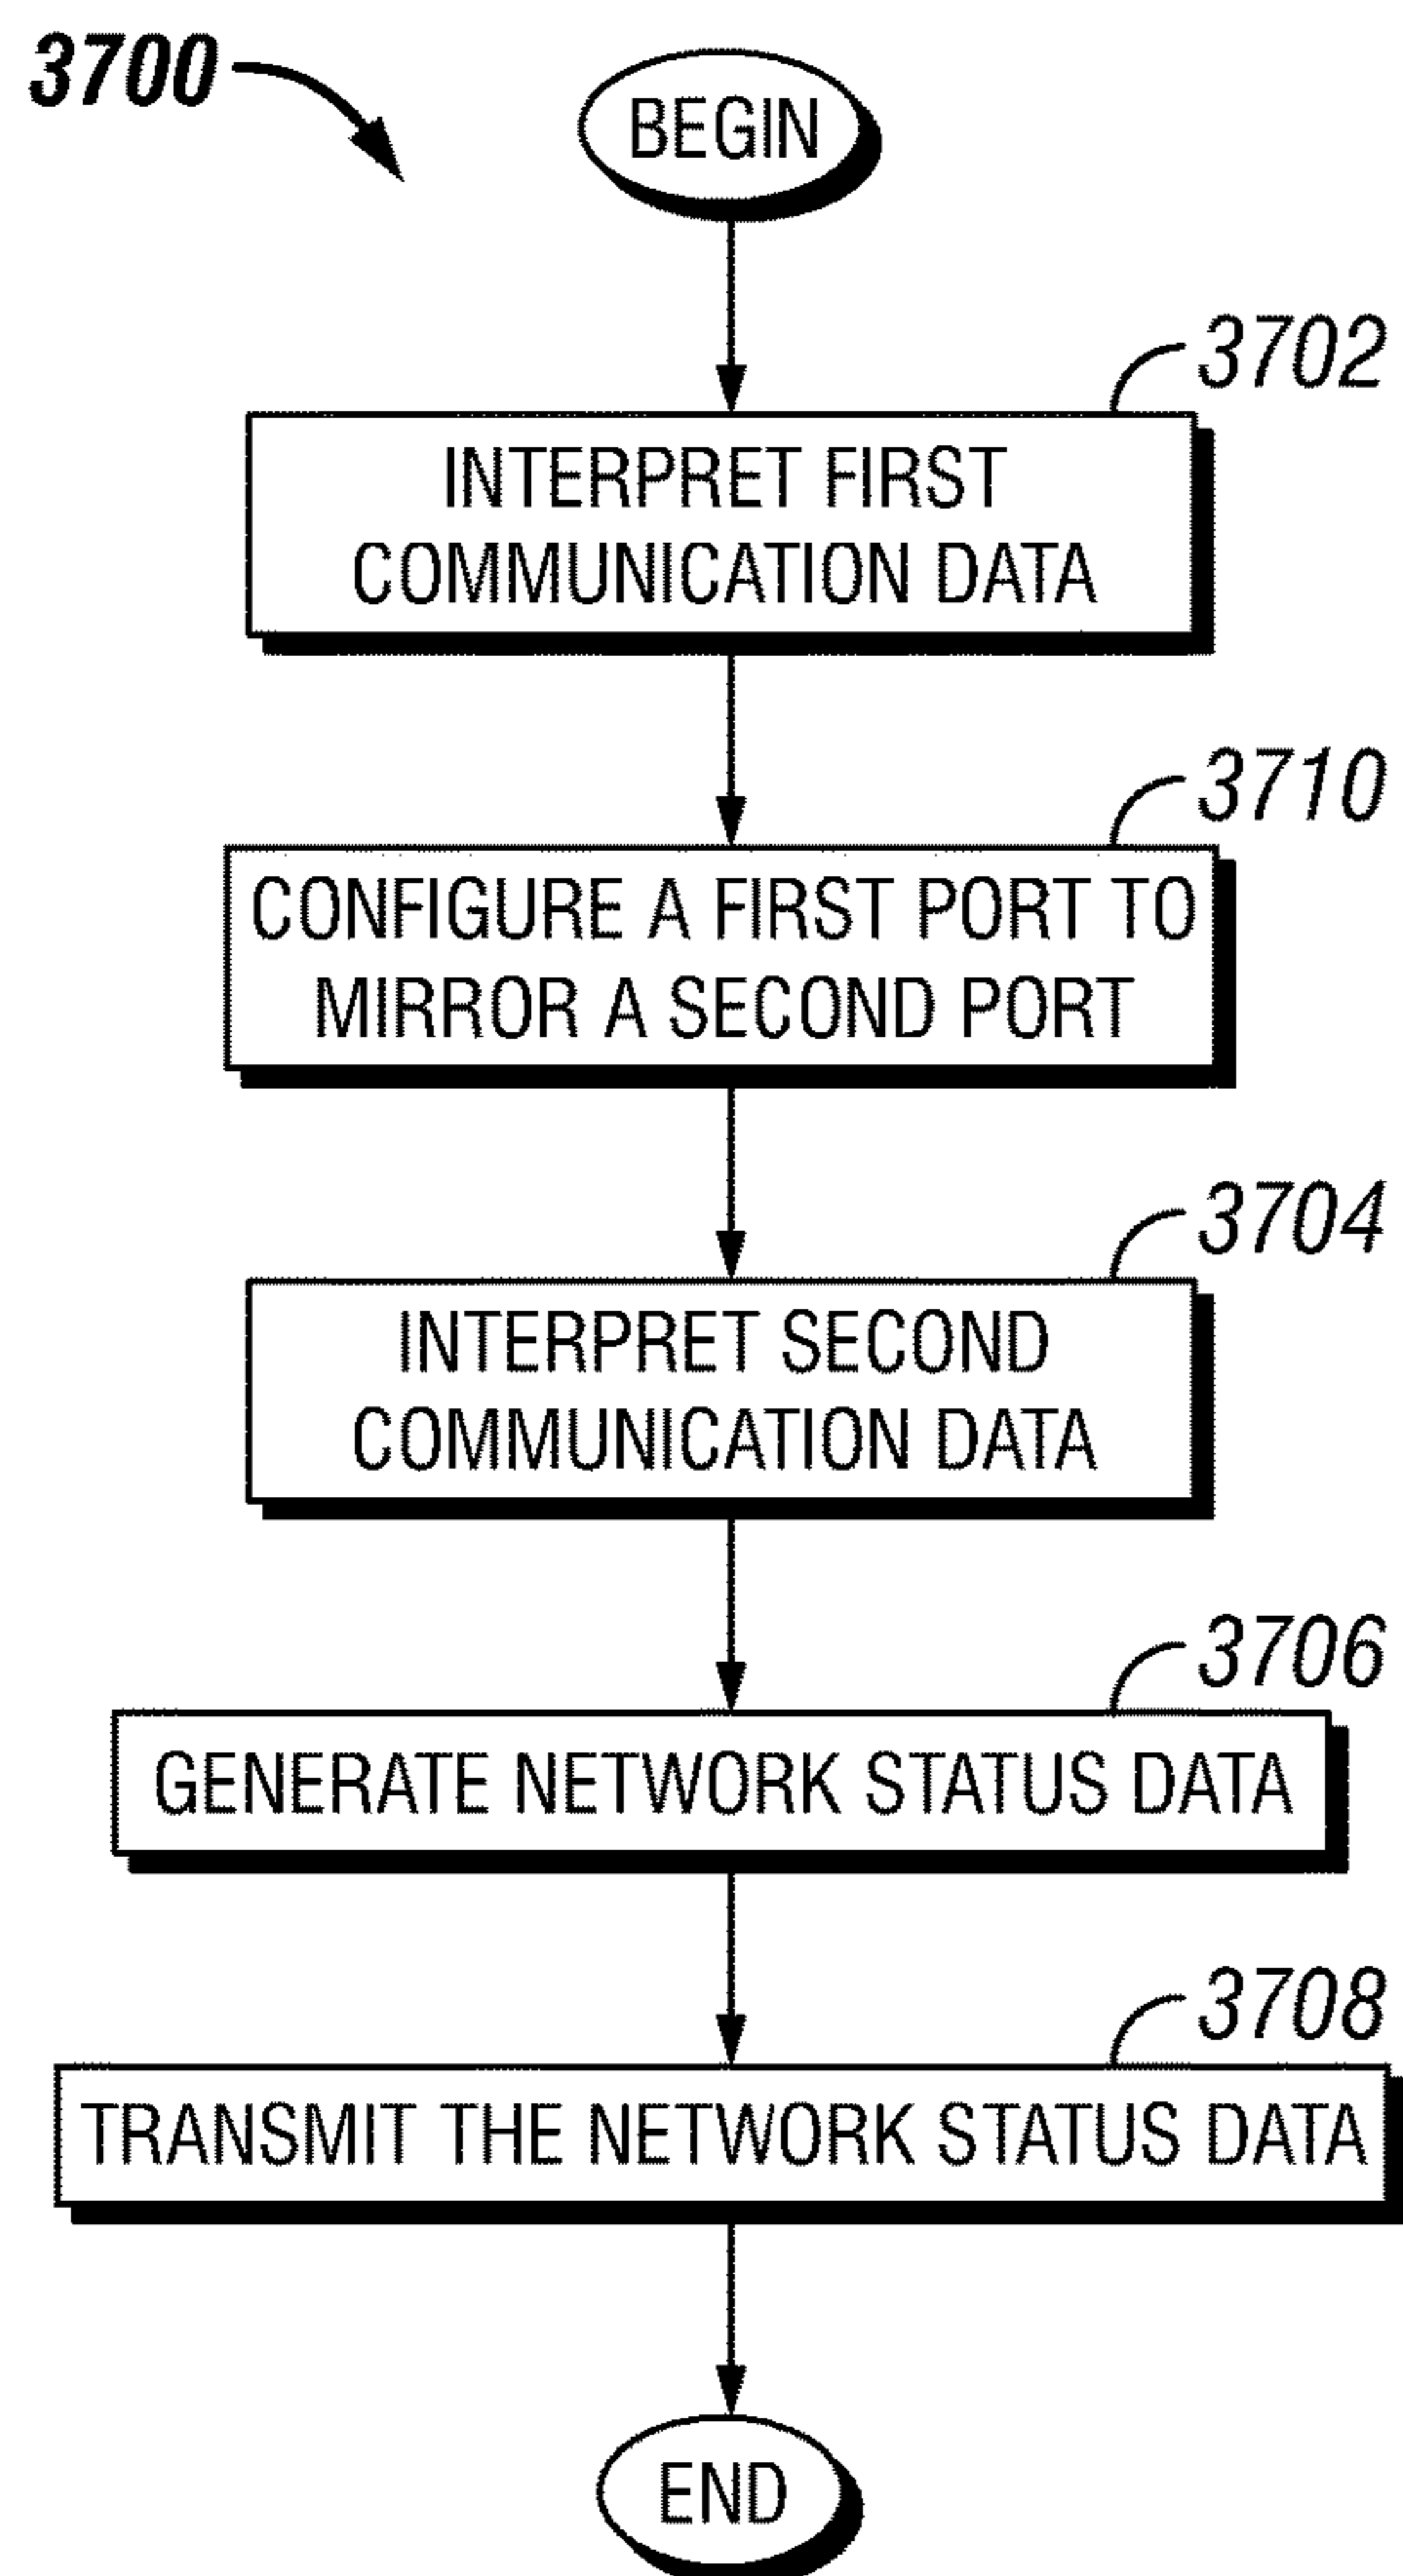 3700
BEGIN
3702
INTERPRET FIRST
COMMUNICATION DATA
3710
CONFIGURE A FIRST PORT TO
MIRROR A SECOND PORT
3704
INTERPRET SECOND
COMMUNICATION DATA
3706
GENERATE NETWORK STATUS DATA
3708
TRANSMIT THE NETWORK STATUS DATA
END